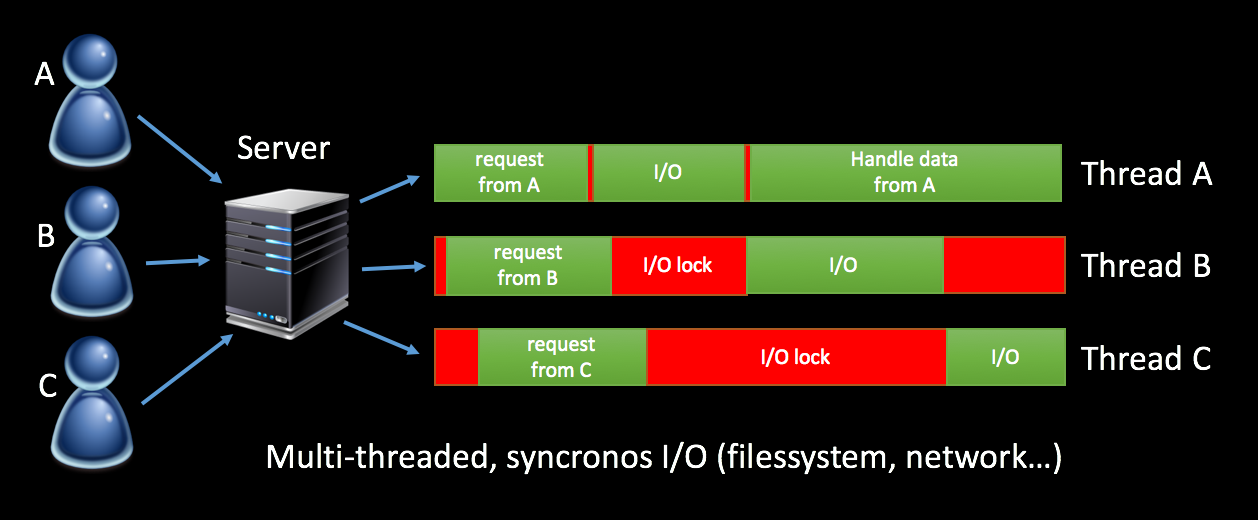 A
B
C
Server
request
from A
I/O
Handle data
from A
Thread A
request
from B
I/O lock
I/O
Thread B
request
from C
I/O lock
I/O
Thread C
Multi-threaded, syncronos I/O (filessystem, network…)